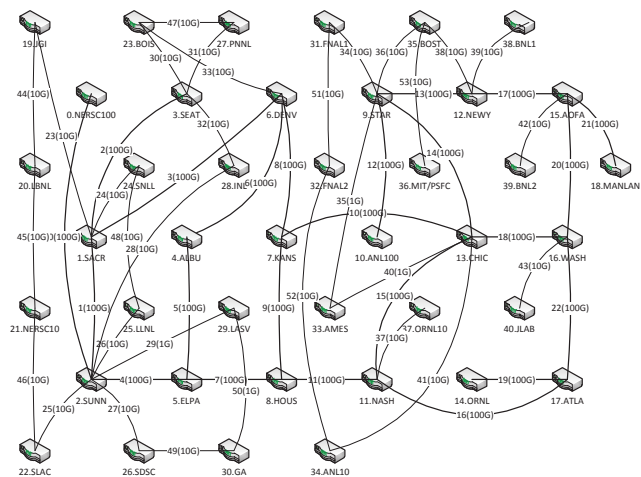 47(10G)
19.JGI
23.BOIS
27.PNNL
31.FNAL1
35.BOST
38.BNL1
31(10G)
34(10G)
36(10G)
38(10G)
39(10G)
30(10G)
33(10G)
53(10G)
44(10G)
51(10G)
13(100G)
17(100G)
0.NERSC100
3.SEAT
6.DENV
9.STAR
12.NEWY
15.AOFA
32(10G)
42(10G)
21(100G)
23(10G)
2(100G)
14(100G)
8(100G)
12(100G)
20(100G)
20.LBNL
24.SNLL
3(100G)
28.INL
6(100G)
32.FNAL2
36.MIT/PSFC
39.BNL2
18.MANLAN
24(10G)
35(1G)
10(100G)
45(10G)
0(100G)
48(10G)
18(100G)
1.SACR
28(10G)
4.ALBU
7.KANS
10.ANL100
13.CHIC
16.WASH
43(10G)
40(1G)
52(10G)
15(100G)
1(100G)
5(100G)
9(100G)
22(100G)
21.NERSC10
25.LLNL
29.LASV
33.AMES
37.ORNL10
40.JLAB
26(10G)
29(1G)
37(10G)
46(10G)
4(100G)
7(100G)
11(100G)
41(10G)
19(100G)
2.SUNN
5.ELPA
50(1G)
8.HOUS
11.NASH
14.ORNL
17.ATLA
25(10G)
27(10G)
16(100G)
49(10G)
22.SLAC
26.SDSC
30.GA
34.ANL10